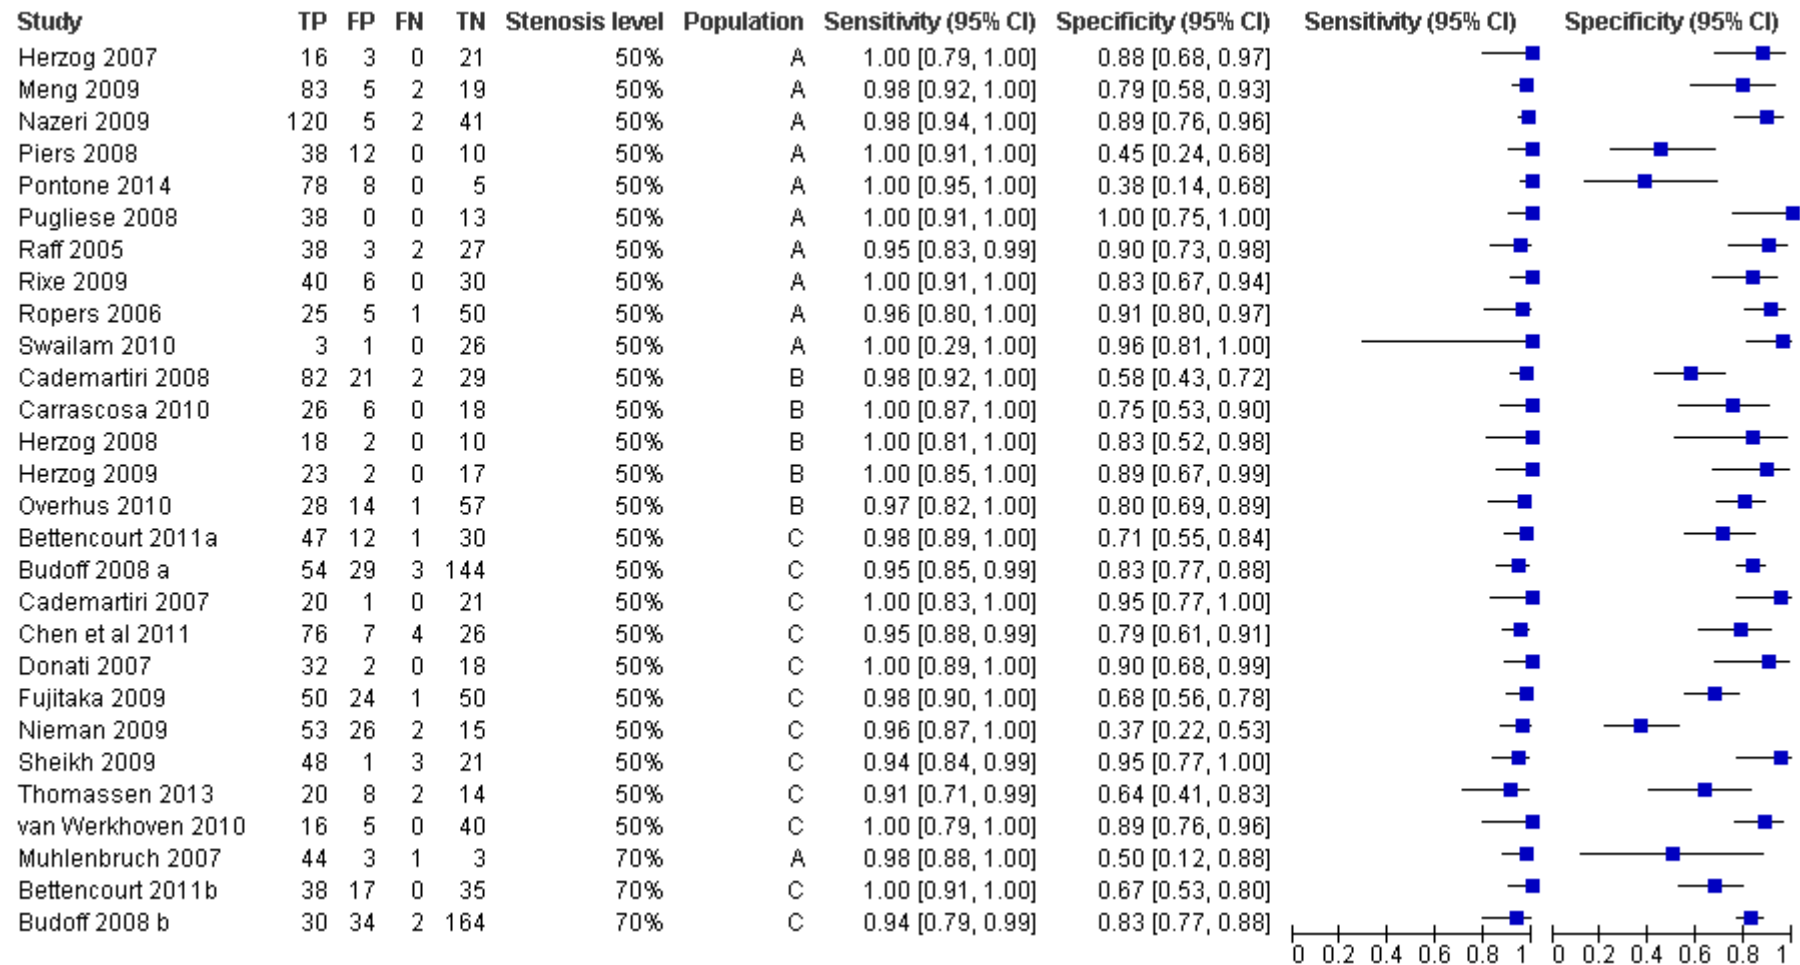 Study TP FP FN TN Stenosis level Population Sensitivity (95% CI) Specificity (95% CI) Sensitivity (95% CI) Specificity (95% CI)
Herzog 2007 16 3 0 21 50% A 1.00 [0.79, 1.00] 0.88 [0.68, 0.97]
Meng 2009 83 5 2 19 50% A 0.98 [0.92, 1.00] 0.79 [0.58, 0.93]
Nazeri 2009 120 5 2 41 50% A 0.98 [0.94, 1.00] 0.89 [0.76, 0.96]
Piers 2008 38 12 0 10 50% A 1.00 [0.91, 1.00] 0.45 [0.24, 0.68]
Pontone 2014 78 8 0 5 50% A 1.00 [0.95, 1.00] 0.38 [0.14, 0.68]
Pugliese 2008 38 0 0 13 50% A 1.00 [0.91, 1.00] 1.00 [0.75, 1.00]
Raff 2005 38 3 2 27 50% A 0.95 [0.83, 0.99] 0.90 [0.73, 0.98]
Rixe 2009 40 6 0 30 50% A 1.00 [0.91, 1.00] 0.83 [0.67, 0.94]
Ropers 2006 25 5 1 50 50% A 0.96 [0.80, 1.00] 0.91 [0.80, 0.97]
Swailam 2010 3 1 0 26 50% A 1.00 [0.29, 1.00] 0.96 [0.81, 1.00]
Cademartiri 2008 82 21 2 29 50% B 0.98 [0.92, 1.00] 0.58 [0.43, 0.72]
Carrascosa 2010 26 6 0 18 50% B 1.00 [0.87, 1.00] 0.75 [0.53, 0.90]
Herzog 2008 18 2 0 10 50% B 1.00 [0.81, 1.00] 0.83 [0.52, 0.98]
Herzog 2009 23 2 0 17 50% B 1.00 [0.85, 1.00] 0.89 [0.67, 0.99]
Overhus 2010 28 14 1 57 50% B 0.97 [0.82, 1.00] 0.80 [0.69, 0.89]
Bettencourt 2011a 47 12 1 30 50% C 0.98 [0.89, 1.00] 0.71 [0.55, 0.84]
Budoff 2008 a 54 29 3 144 50% C 0.95 [0.85, 0.99] 0.83 [0.77, 0.88]
Cademartiri 2007 20 1 0 21 50% C 1.00 [0.83, 1.00] 0.95 [0.77, 1.00]
Chen et al 2011 76 7 4 26 50% C 0.95 [0.88, 0.99] 0.79 [0.61, 0.91]
Donati 2007 32 2 0 18 50% C 1.00 [0.89, 1.00] 0.90 [0.68, 0.99]
Fujitaka 2009 50 24 1 50 50% C 0.98 [0.90, 1.00] 0.68 [0.56, 0.78]
Nieman 2009 53 26 2 15 50% C 0.96 [0.87, 1.00] 0.37 [0.22, 0.53]
Sheikh 2009 48 1 3 21 50% C 0.94 [0.84, 0.99] 0.95 [0.77, 1.00]
Thomassen 2013 20 8 2 14 50% C 0.91 [0.71, 0.99] 0.64 [0.41, 0.83]
van Werkhoven 2010 16 5 0 40 50% C 1.00 [0.79, 1.00] 0.89 [0.76, 0.96]
Muhlenbruch 2007 44 3 1 3 70% A 0.98 [0.88, 1.00] 0.50 [0.12, 0.88]
Bettencourt 2011b 38 17 0 35 70% C 1.00 [0.91, 1.00] 0.67 [0.53, 0.80]
Budoff 2008 b 30 34 2 164 70% C 0.94 [0.79, 0.99] 0.83 [0.77, 0.88]
0 0.2 0.4 0.6 0.8 1 0 0.2 0.4 0.6 0.8 1